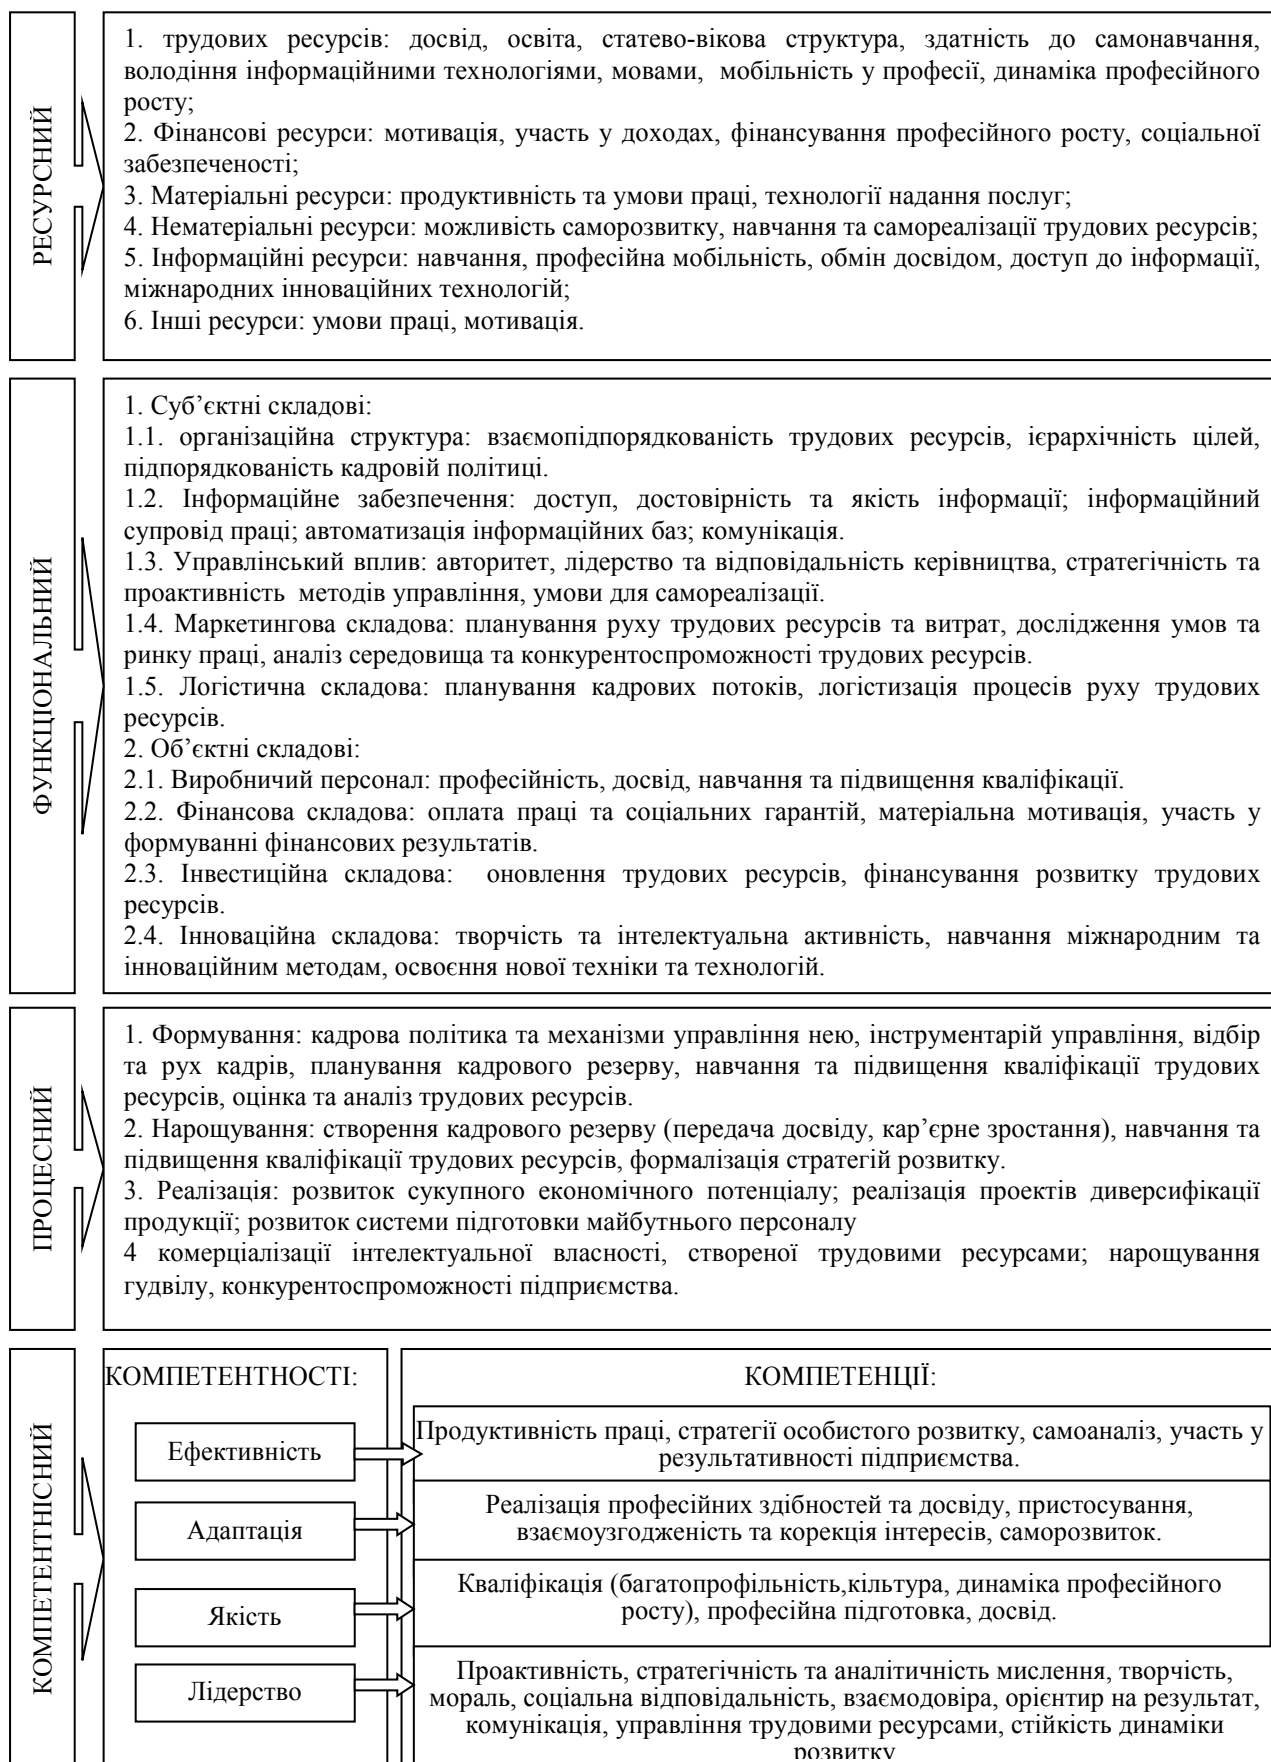 РЕСУРСНИЙ
1. трудових ресурсів: досвід, освіта, статево-вікова структура, здатність до самонавчання,
володіння інформаційними технологіями, мовами, мобільність у професії, динаміка професійного
росту;
2. Фінансові ресурси: мотивація, участь у доходах, фінансування професійного росту, соціальної
забезпеченості;
3. Матеріальні ресурси: продуктивність та умови праці, технології надання послуг;
4. Нематеріальні ресурси: можливість саморозвитку, навчання та самореалізації трудових ресурсів;
5. Інформаційні ресурси: навчання, професійна мобільність, обмін досвідом, доступ до інформації,
міжнародних інноваційних технологій;
6. Інші ресурси: умови праці, мотивація.
ФУНКЦІОНАЛЬНИЙ
1. Суб’єктні складові:
1.1. організаційна структура: взаємопідпорядкованість трудових ресурсів, ієрархічність цілей,
підпорядкованість кадровій політиці.
1.2. Інформаційне забезпечення: доступ, достовірність та якість інформації; інформаційний
супровід праці; автоматизація інформаційних баз; комунікація.
1.3. Управлінський вплив: авторитет, лідерство та відповідальність керівництва, стратегічність та
проактивність методів управління, умови для самореалізації.
1.4. Маркетингова складова: планування руху трудових ресурсів та витрат, дослідження умов та
ринку праці, аналіз середовища та конкурентоспроможності трудових ресурсів.
1.5. Логістична складова: планування кадрових потоків, логістизація процесів руху трудових
ресурсів.
2. Об’єктні складові:
2.1. Виробничий персонал: професійність, досвід, навчання та підвищення кваліфікації.
2.2. Фінансова складова: оплата праці та соціальних гарантій, матеріальна мотивація, участь у
формуванні фінансових результатів.
2.3. Інвестиційна складова: оновлення трудових ресурсів, фінансування розвитку трудових
ресурсів.
2.4. Інноваційна складова: творчість та інтелектуальна активність, навчання міжнародним та
інноваційним методам, освоєння нової техніки та технологій.
ПРОЦЕСНИЙ
1. Формування: кадрова політика та механізми управління нею, інструментарій управління, відбір
та рух кадрів, планування кадрового резерву, навчання та підвищення кваліфікації трудових
ресурсів, оцінка та аналіз трудових ресурсів.
2. Нарощування: створення кадрового резерву (передача досвіду, кар’єрне зростання), навчання та
підвищення кваліфікації трудових ресурсів, формалізація стратегій розвитку.
3. Реалізація: розвиток сукупного економічного потенціалу; реалізація проектів диверсифікації
продукції; розвиток системи підготовки майбутнього персоналу
4 комерціалізації інтелектуальної власності, створеної трудовими ресурсами; нарощування
гудвілу, конкурентоспроможності підприємства.
КОМПЕТЕНТНІСНИЙ
КОМПЕТЕНТНОСТІ:
КОМПЕТЕНЦІЇ:
Ефективність
Продуктивність праці, стратегії особистого розвитку, самоаналіз, участь у
результативності підприємства.
Адаптація
Реалізація професійних здібностей та досвіду, пристосування,
взаємоузгодженість та корекція інтересів, саморозвиток.
Якість
Кваліфікація (багатопрофільність,кільтура, динаміка професійного
росту), професійна підготовка, досвід.
Лідерство
Проактивність, стратегічність та аналітичність мислення, творчість,
мораль, соціальна відповідальність, взаємодовіра, орієнтир на результат,
комунікація, управління трудовими ресурсами, стійкість динаміки
розвитку